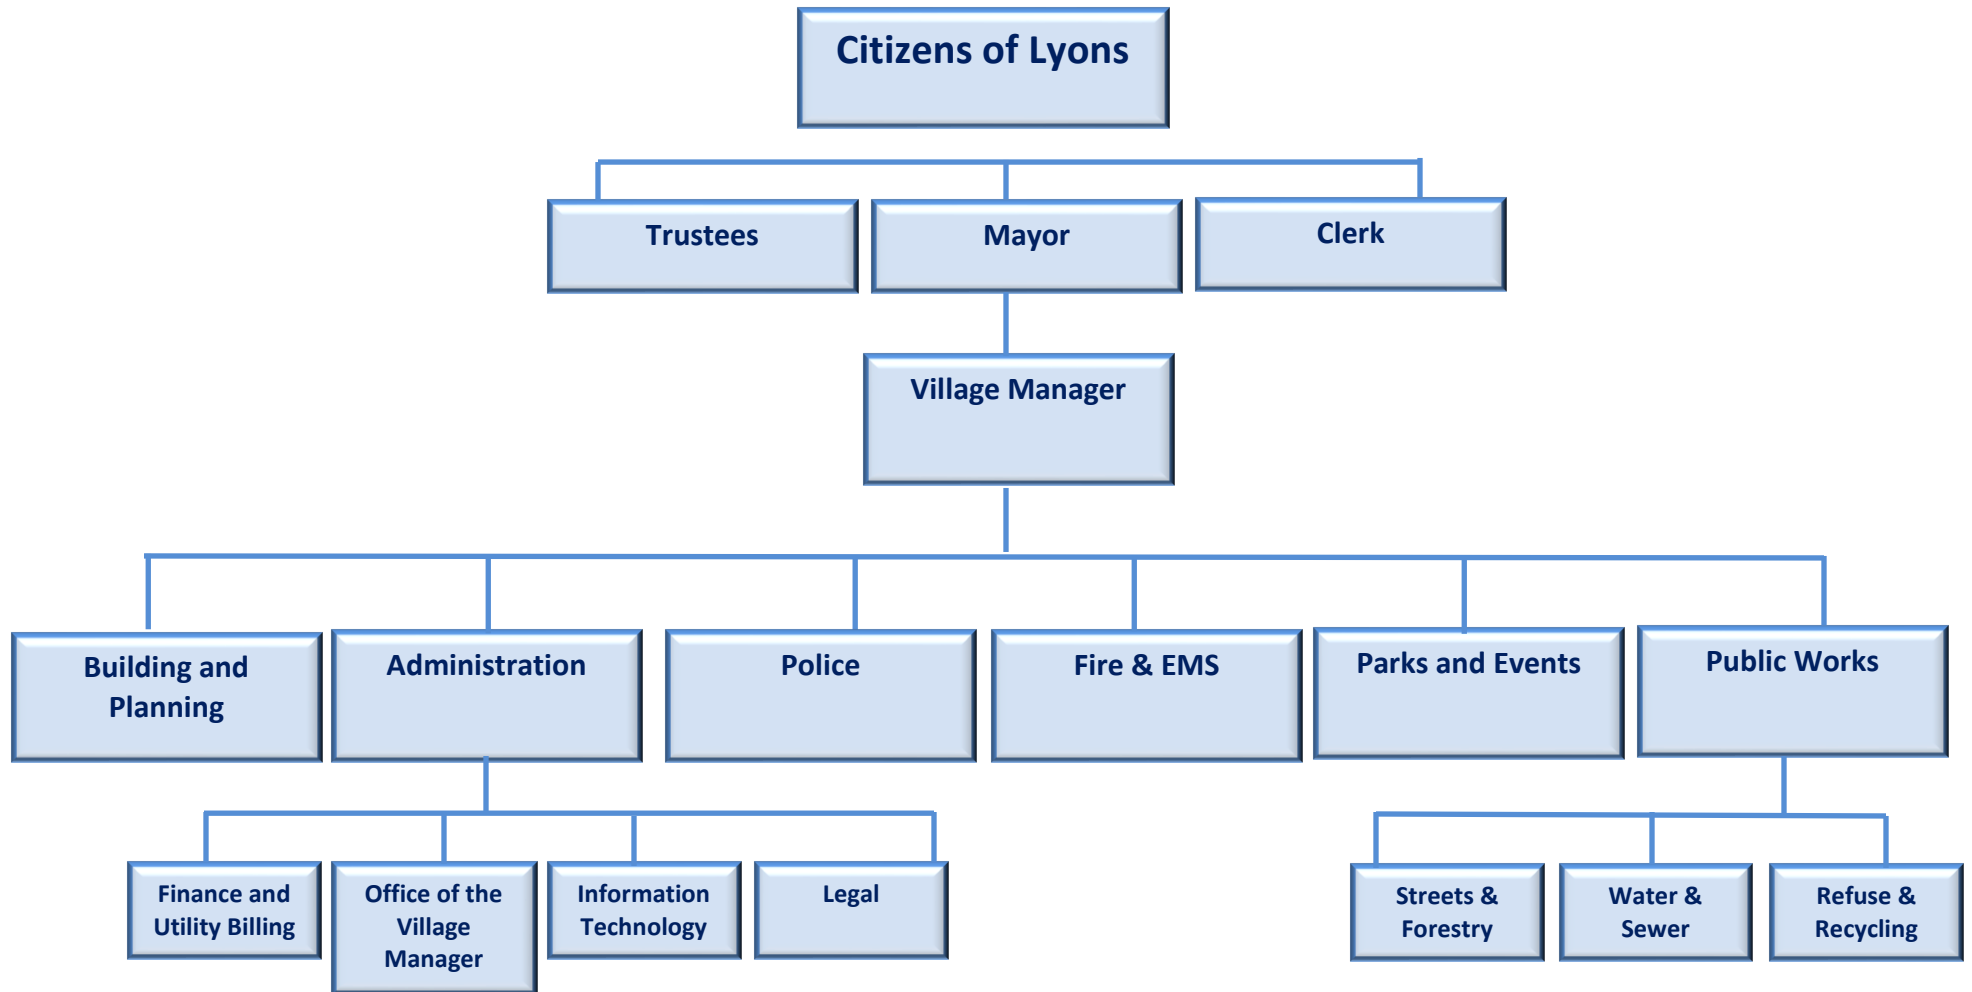 Citizens of Lyons
Trustees
Mayor
Clerk
Village Manager
Building and
Planning
Administration
Police
Fire & EMS
Parks and Events
Public Works
Finance and
Utility Billing
Office of the
Village
Manager
Information
Technology
Legal
Streets &
Forestry
Water &
Sewer
Refuse &
Recycling